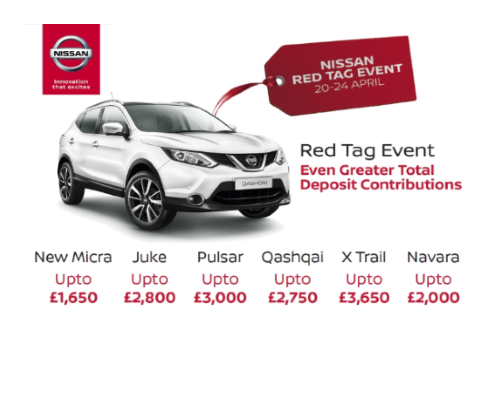 NISSAN
Innovation
that excites
NISSAN
RED TAG EVENT
20-24 APRIL
Red Tag Event
Even Greater Total
Deposit Contributions
QASHQAI
New Micra Juke Pulsar Qashqai X Trail Navara
Upto Upto Upto Upto Upto Upto
£1,650 £2,800 £3,000 £2,750 £3,650 £2,000